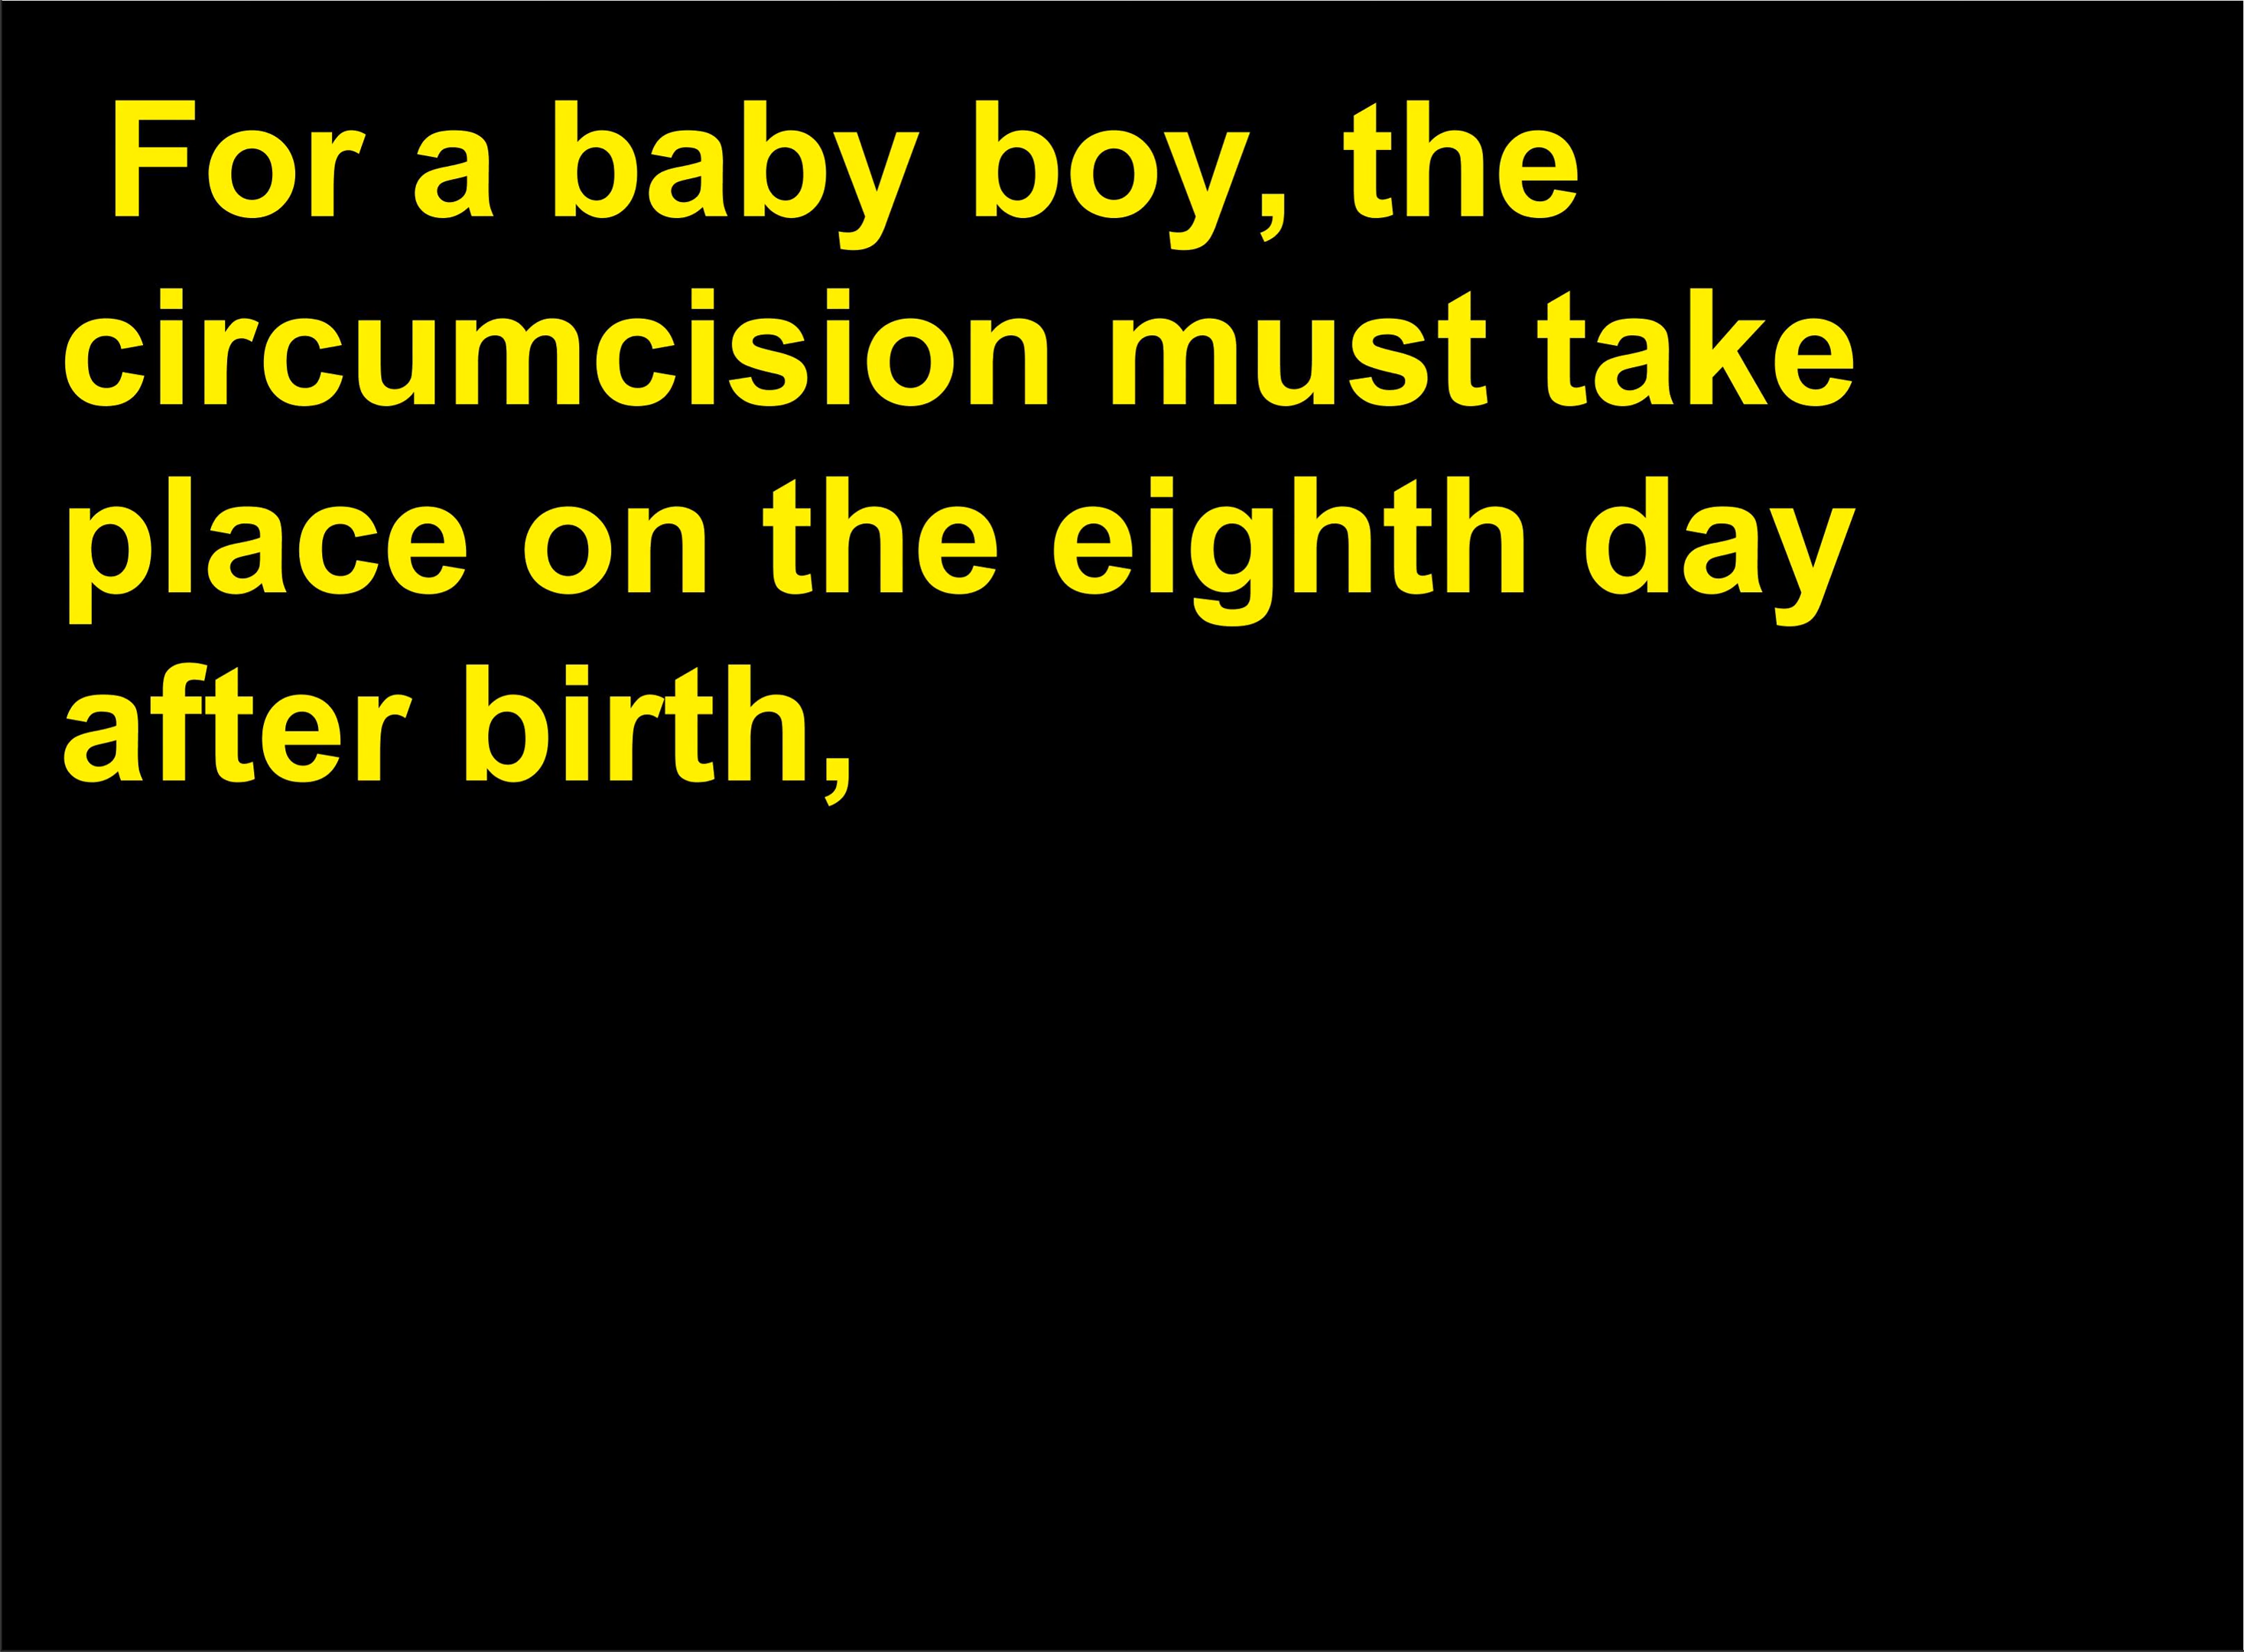 For a baby boy, the
circumcision must take
place on the eighth day
after birth,